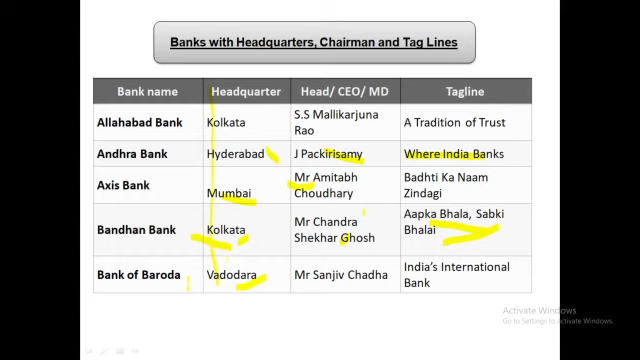 Banks with Headquarters, Chairman and Tag Lines
Bank name Headquarter Head/ CEO/ MD Tagline
Allahabad Bank Kolkata S.S Mallikarjuna Rao A Tradition of Trust
Andhra Bank Hyderabad J Packirisamy Where India Banks
Axis Bank Mumbai Mr Amitabh Choudhary Badhti Ka Naam Zindagi
Bandhan Bank Kolkata Mr Chandra Shekhar Ghosh Aapka Bhala, Sabki Bhalai
Bank of Baroda Vadodara Mr Sanjiv Chadha India's International Bank
Activate Windows
Go to Settings to activate Windows.